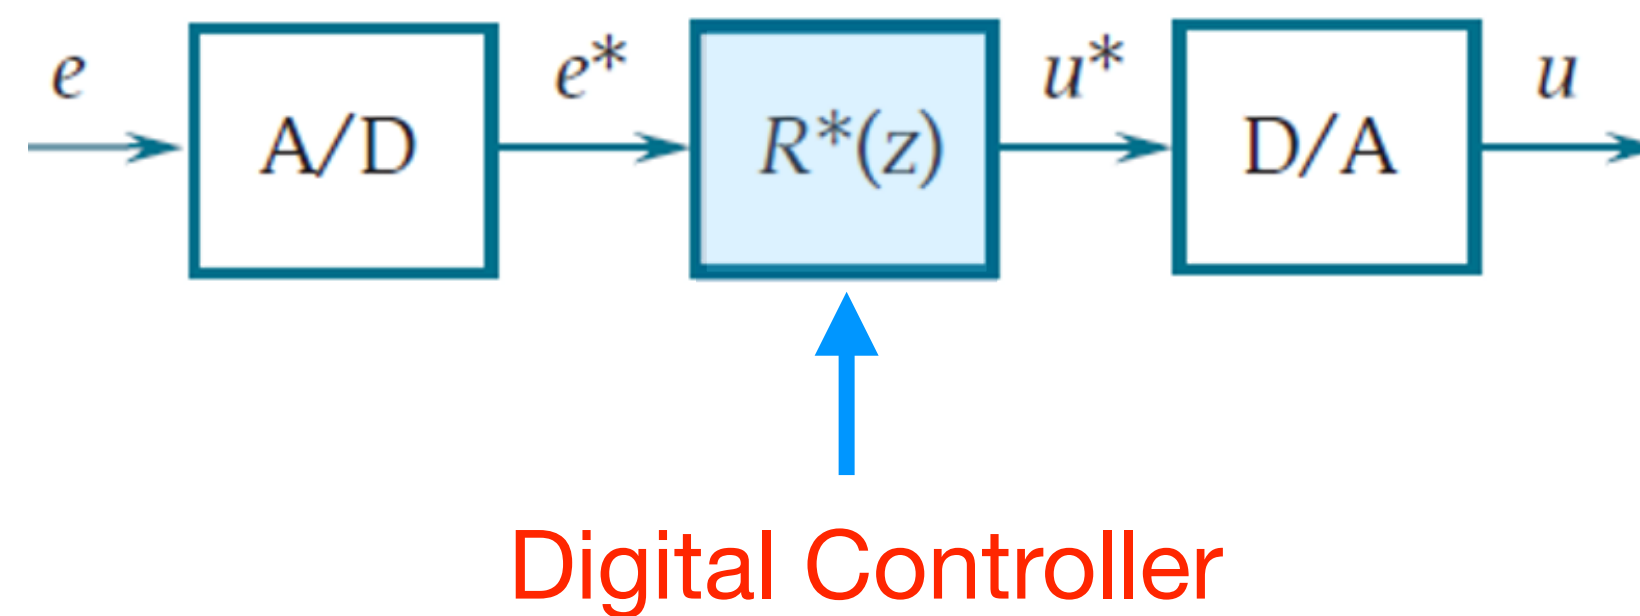 e e* u* u
A/D R*(z) D/A
Digital Controller